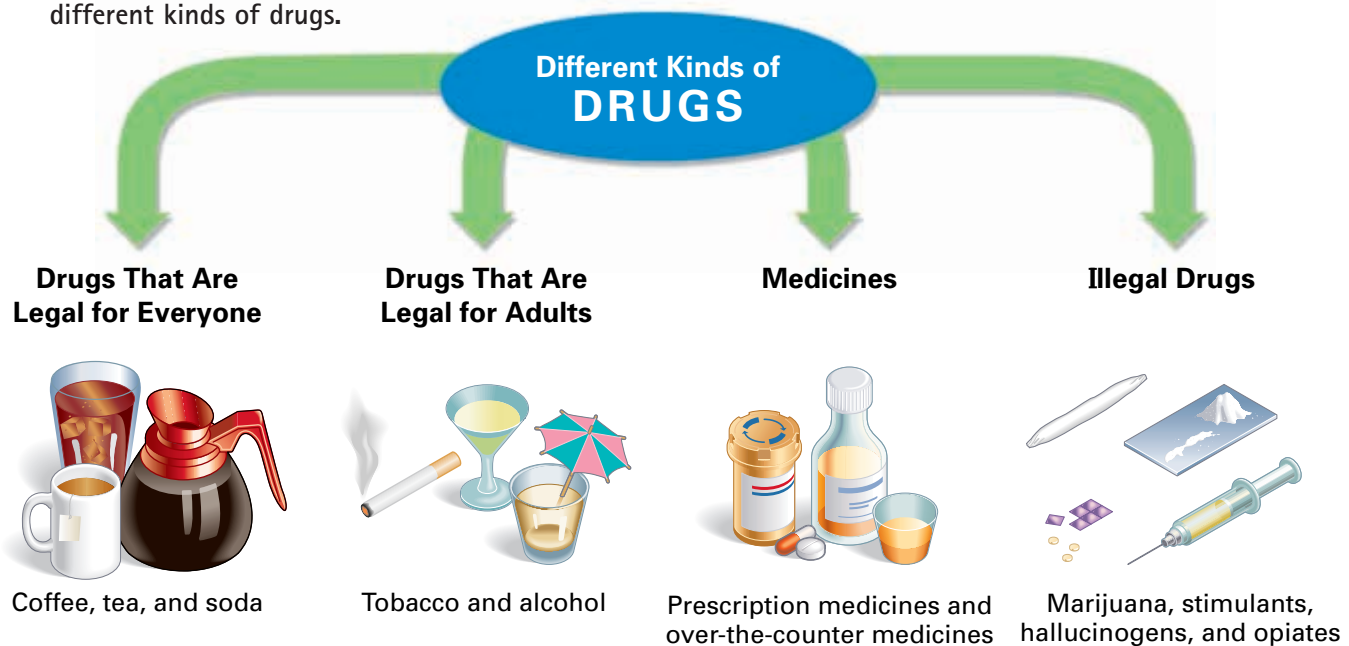 different kinds of drugs.
Different Kinds of
DRUGS
Drugs That Are
Legal for Everyone
Drugs That Are
Legal for Adults
Medicines
Illegal Drugs
Coffee, tea, and soda
Tobacco and alcohol
Prescription medicines and
over-the-counter medicines
Marijuana, stimulants,
hallucinogens, and opiates